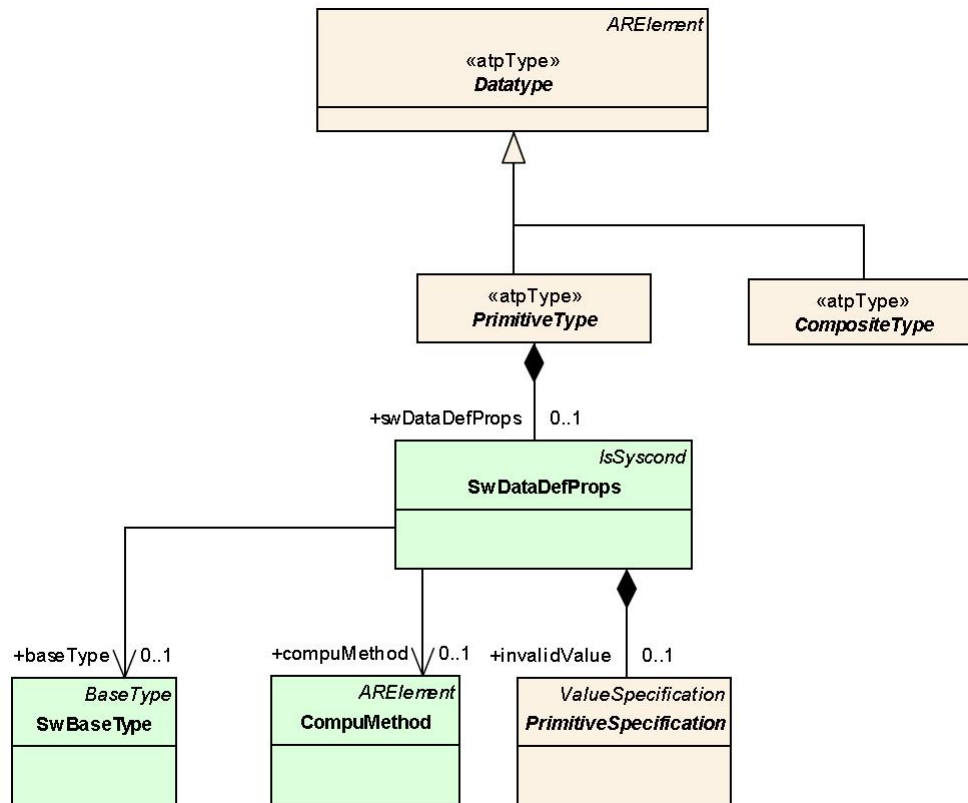 ARElement
«atpType»
Datatype
«atpType»
PrimitiveType
«atpType»
CompositeType
+swDataDefProps 0..1
IsSyscond
SwDataDefProps
+baseType 0..1
+compuMethod 0..1
+invalidValue 0..1
BaseType
SwBaseType
ARElement
CompuMethod
ValueSpecification
PrimitiveSpecification